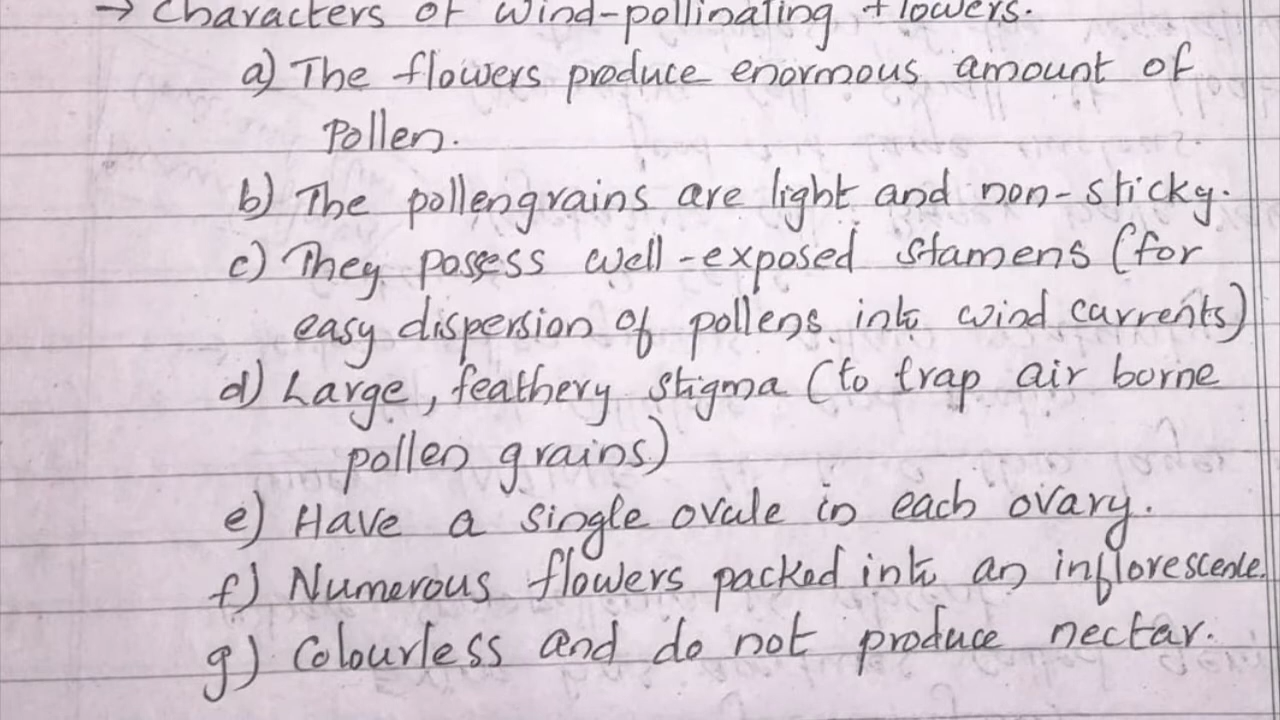 → Characters of wind-pollinating flowers.
a) The flowers produce enormous amount of
Pollen.
b) The pollengrains are light and non-sticky.
c) They possess well-exposed stamens (for
easy dispersion of pollens into wind currents)
d) Large, feathery stigma (to trap air borne
pollen grains)
e) Have a single ovule in each ovary.
f) Numerous flowers packed into an inflorescence.
g) Colourless and do not produce nectar.